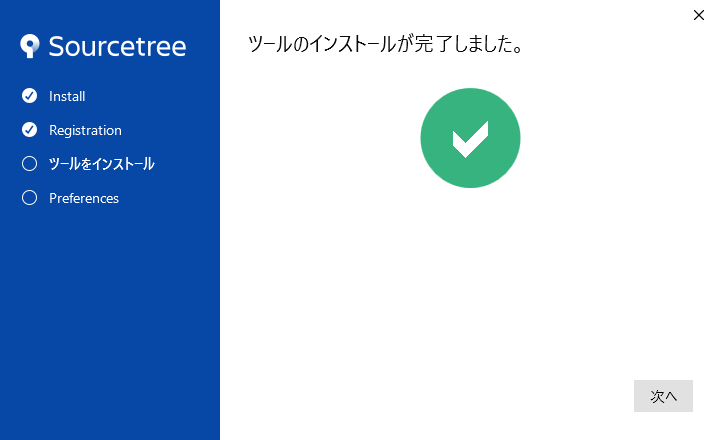 Sourcetree
Install
Registration
ツールをインストール
Preferences
ツールのインストールが完了しました。
次へ